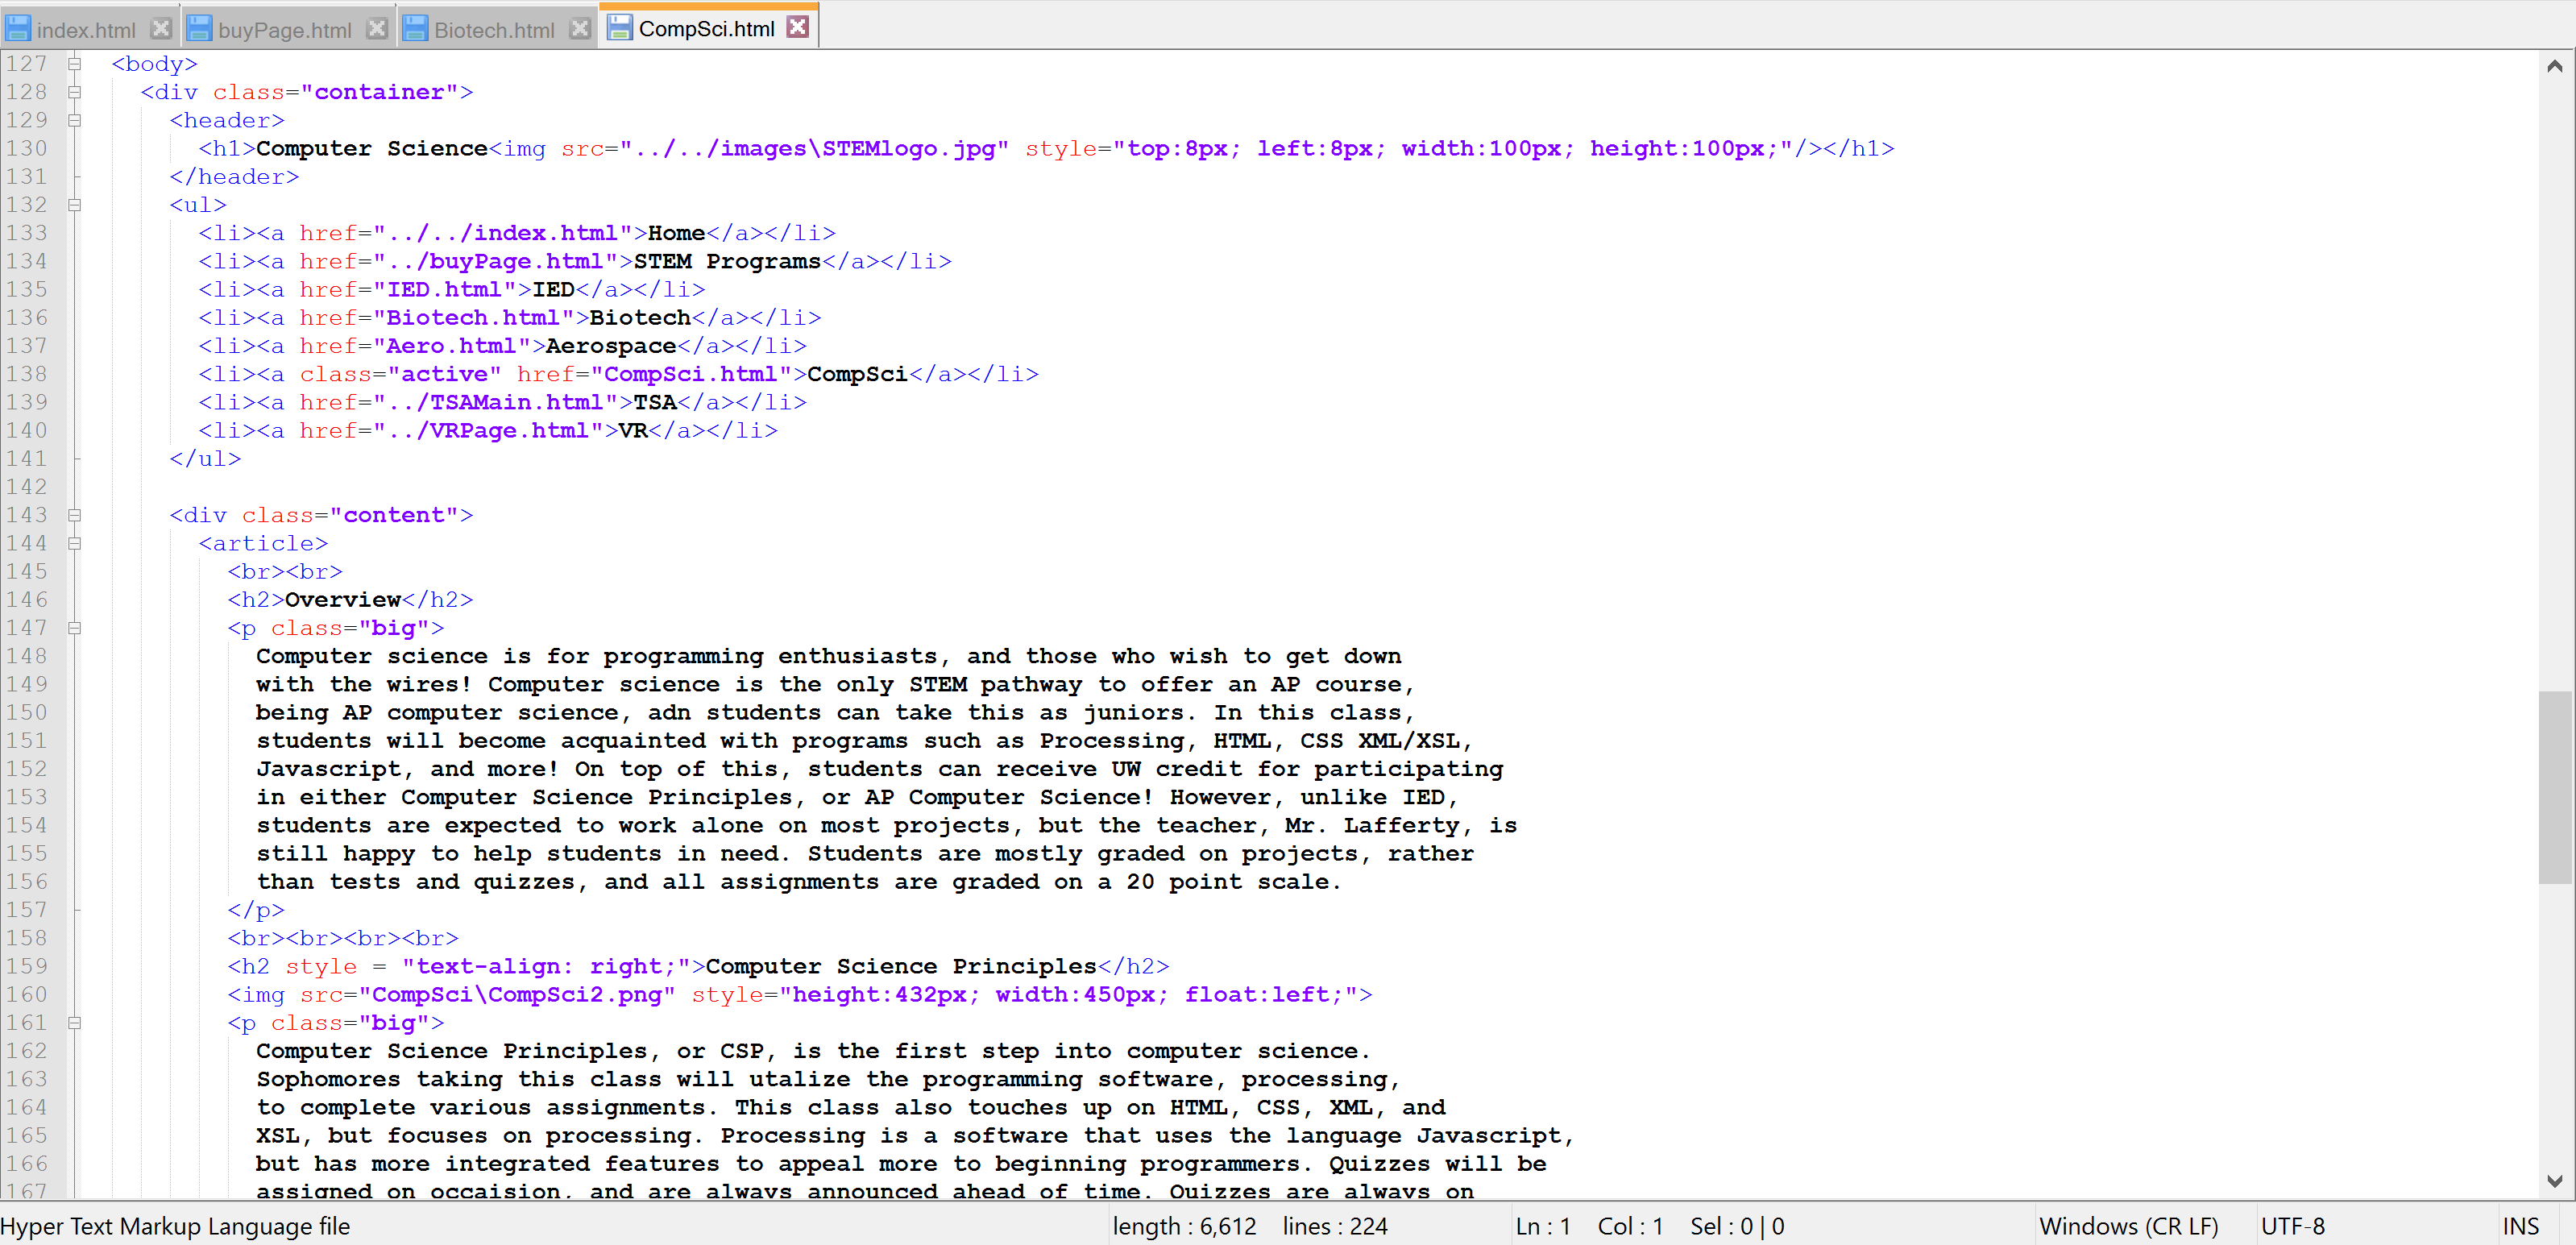 index.html buyPage.html Biotech.html CompSci.html
127 <body>
128 <div class="container">
129 <header>
130 <h1>Computer Science<img src="../../images\STEMlogo.jpg" style="top:8px; left:8px; width:100px; height:100px;"/></h1>
131 </header>
132 <ul>
133 <li><a href="../../index.html">Home</a></li>
134 <li><a href="../buyPage.html">STEM Programs</a></li>
135 <li><a href="IED.html">IED</a></li>
136 <li><a href="Biotech.html">Biotech</a></li>
137 <li><a href="Aero.html">Aerospace</a></li>
138 <li><a class="active" href="CompSci.html">CompSci</a></li>
139 <li><a href="../TSAMain.html">TSA</a></li>
140 <li><a href="../VRPage.html">VR</a></li>
141 </ul>
142
143 <div class="content">
144 <article>
145 <br><br>
146 <h2>Overview</h2>
147 <p class="big">
148 Computer science is for programming enthusiasts, and those who wish to get down
149 with the wires! Computer science is the only STEM pathway to offer an AP course,
150 being AP computer science, adn students can take this as juniors. In this class,
151 students will become acquainted with programs such as Processing, HTML, CSS XML/XSL,
152 Javascript, and more! On top of this, students can receive UW credit for participating
153 in either Computer Science Principles, or AP Computer Science! However, unlike IED,
154 students are expected to work alone on most projects, but the teacher, Mr. Lafferty, is
155 still happy to help students in need. Students are mostly graded on projects, rather
156 than tests and quizzes, and all assignments are graded on a 20 point scale.
157 </p>
158 <br><br><br><br>
159 <h2 style = "text-align: right;">Computer Science Principles</h2>
160 <img src="CompSci\CompSci2.png" style="height:432px; width:450px; float:left;">
161 <p class="big">
162 Computer Science Principles, or CSP, is the first step into computer science.
163 Sophomores taking this class will utalize the programming software, processing,
164 to complete various assignments. This class also touches up on HTML, CSS, XML, and
165 XSL, but focuses on processing. Processing is a software that uses the language Javascript,
166 but has more integrated features to appeal more to beginning programmers. Quizzes will be
167 assigned on occaision, and are always announced ahead of time. Quizzes are always on
Hyper Text Markup Language file length : 6,612 lines : 224 Ln : 1 Col : 1 Sel : 0 | 0 Windows (CR LF) UTF-8 INS